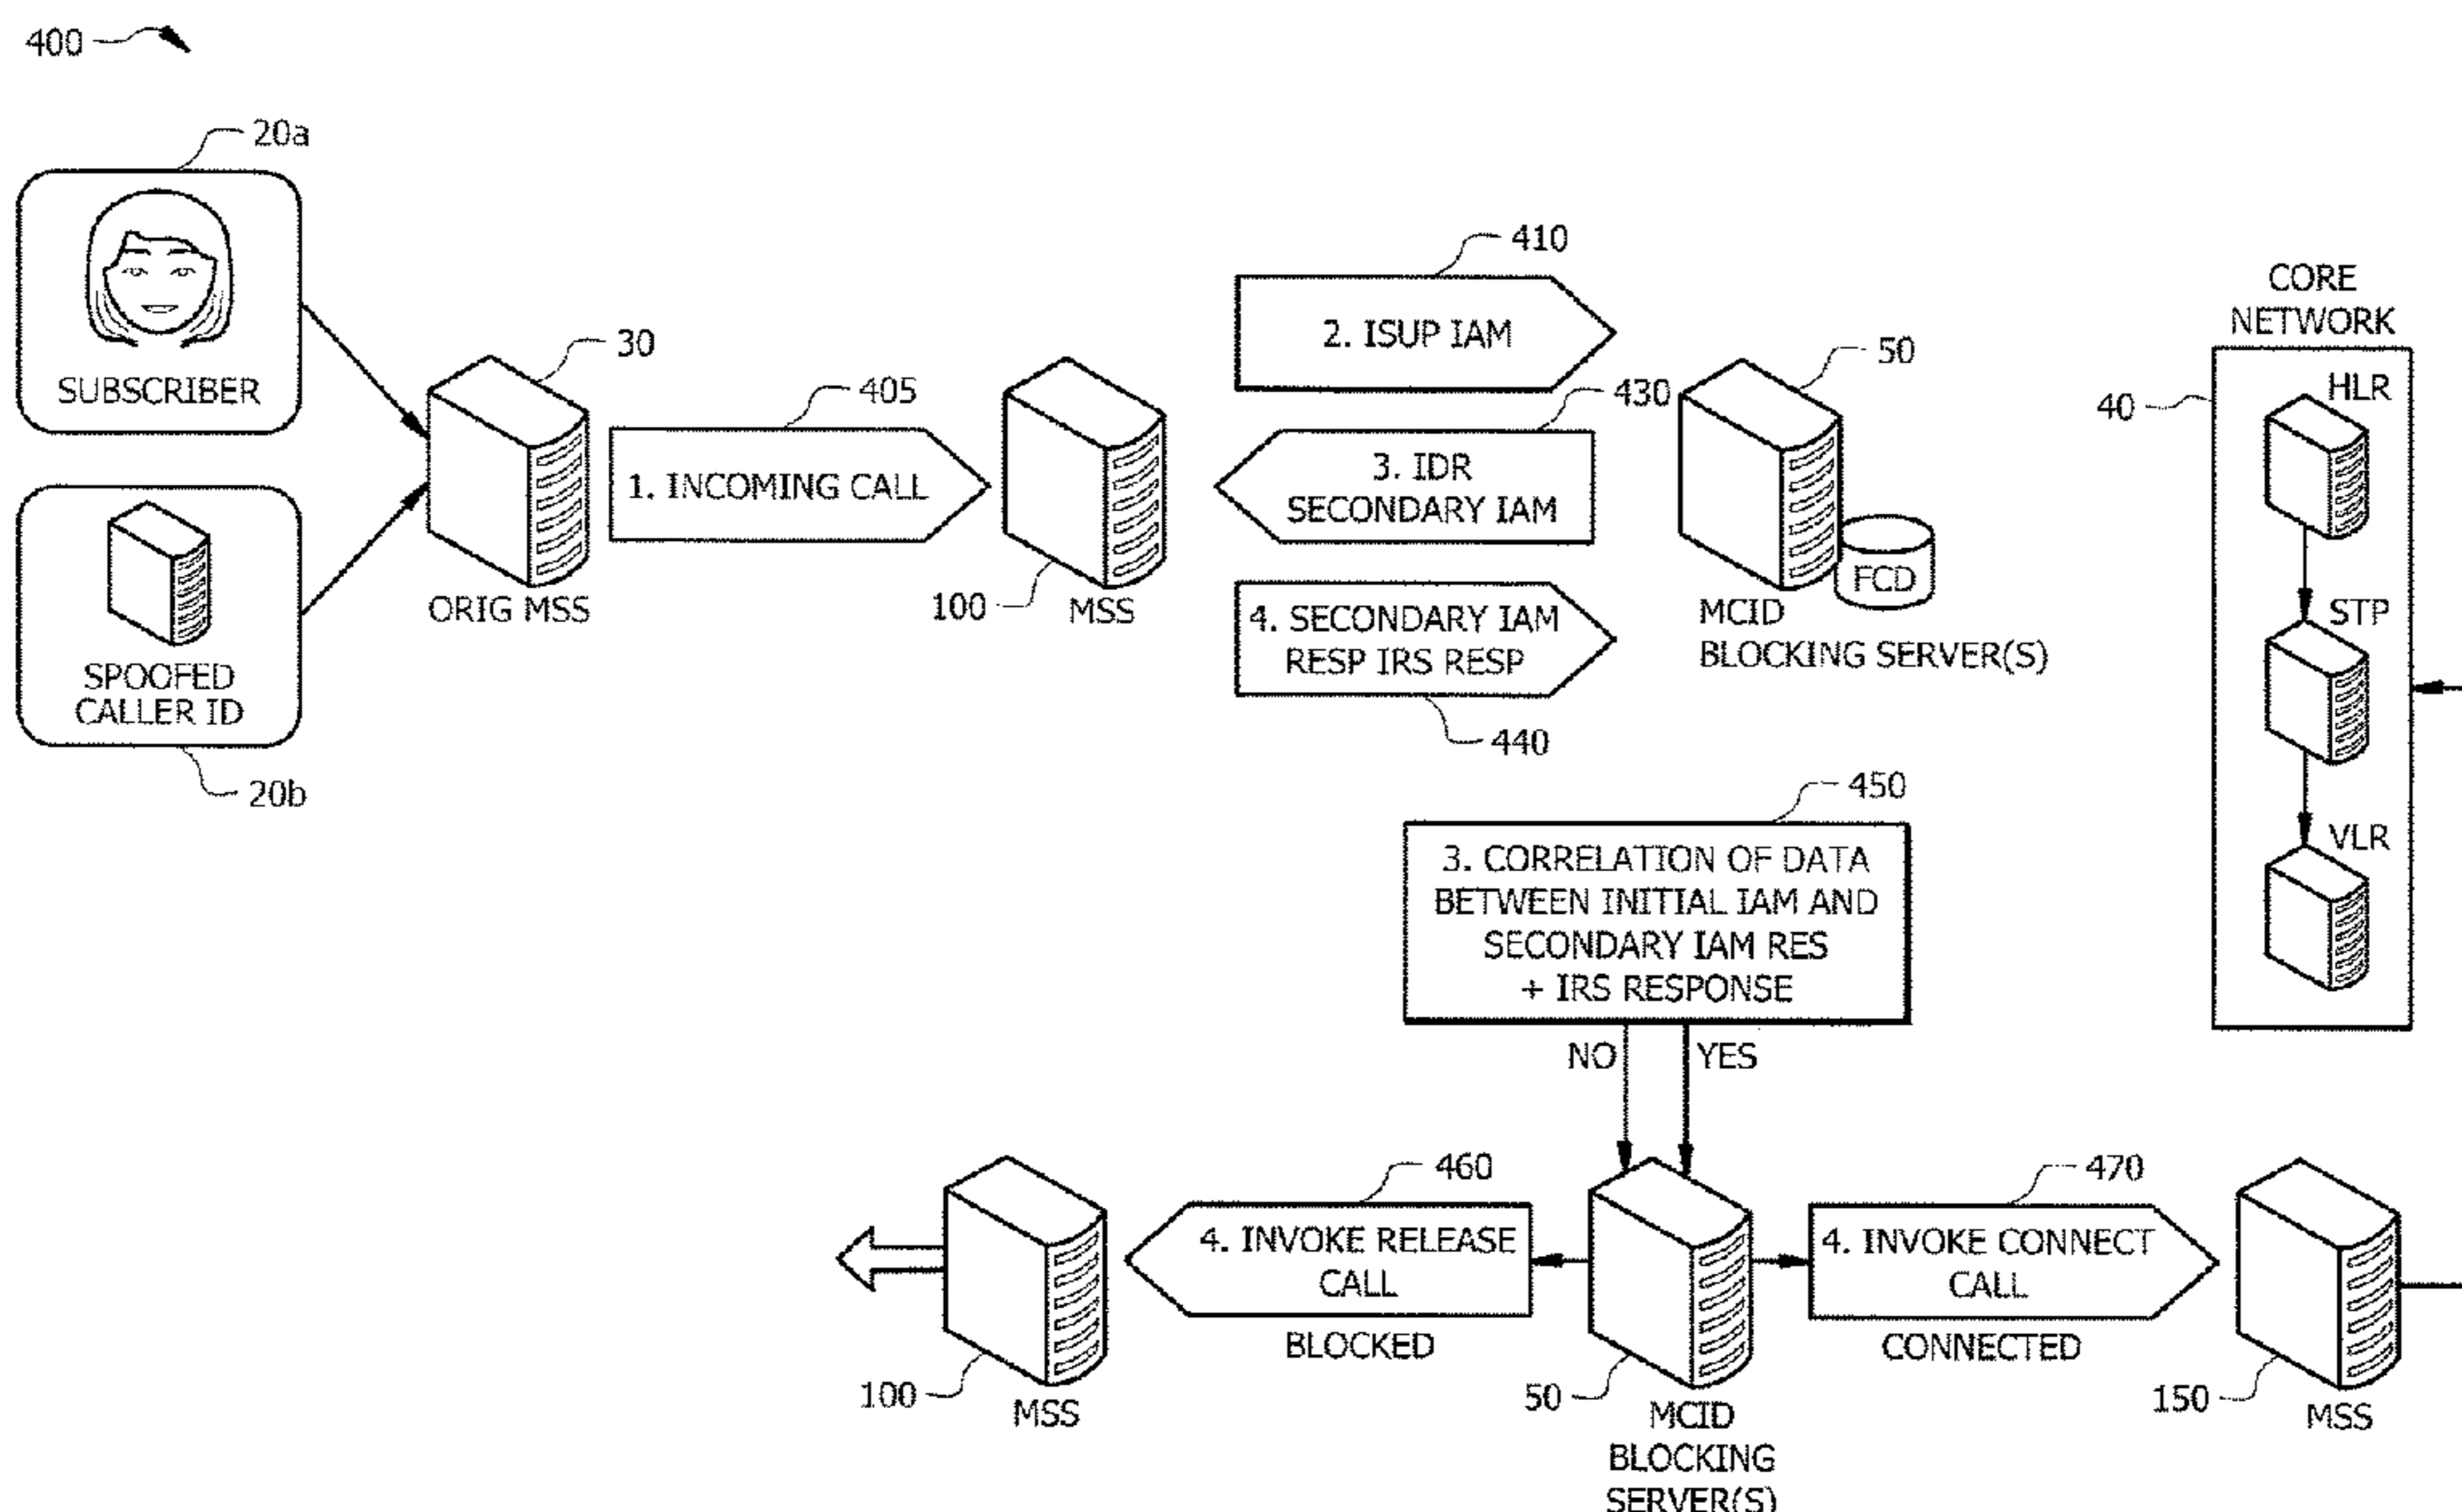 400
20a
SUBSCRIBER
SPOOFED
CALLER ID
20b
30
ORIG MSS
405
1. INCOMING CALL
100
MSS
410
2. ISUP IAM
430
3. IDR
SECONDARY IAM
4. SECONDARY IAM
RESP IRS RESP
440
50
FCD
MCID
BLOCKING SERVER(S)
CORE
NETWORK
40
HLR
STP
VLR
450
3. CORRELATION OF DATA
BETWEEN INITIAL IAM AND
SECONDARY IAM RES
+ IRS RESPONSE
NO
YES
460
4. INVOKE RELEASE
CALL
BLOCKED
100
MSS
50
MCID
BLOCKING
SERVER(S)
470
4. INVOKE CONNECT
CALL
CONNECTED
150
MSS